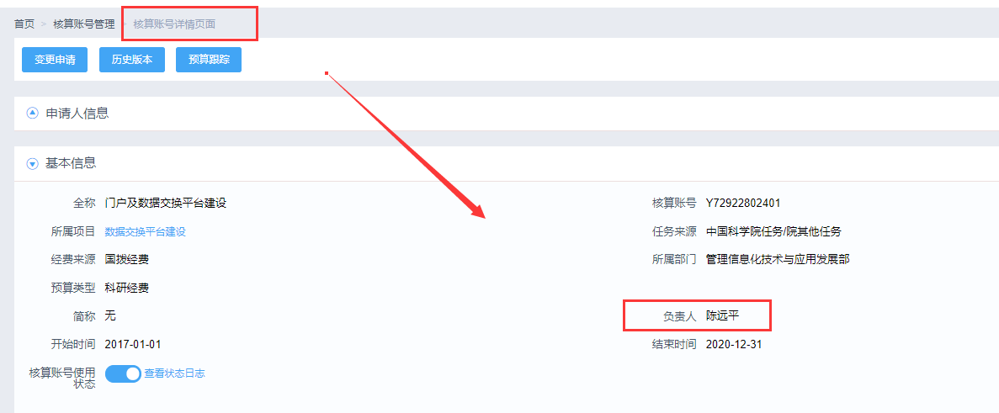 首页 > 核算账号管理 > 核算账号详情页面
变更申请 历史版本 预算跟踪
申请人信息
基本信息
全称 门户及数据交换平台建设 核算账号 Y72922802401
所属项目 数据交换平台建设 任务来源 中国科学院任务/院其他任务
经费来源 国拨经费 所属部门 管理信息化技术与应用发展部
预算类型 科研经费
简称 无 负责人 陈远平
开始时间 2017-01-01 结束时间 2020-12-31
核算账号使用 查看状态日志
状态